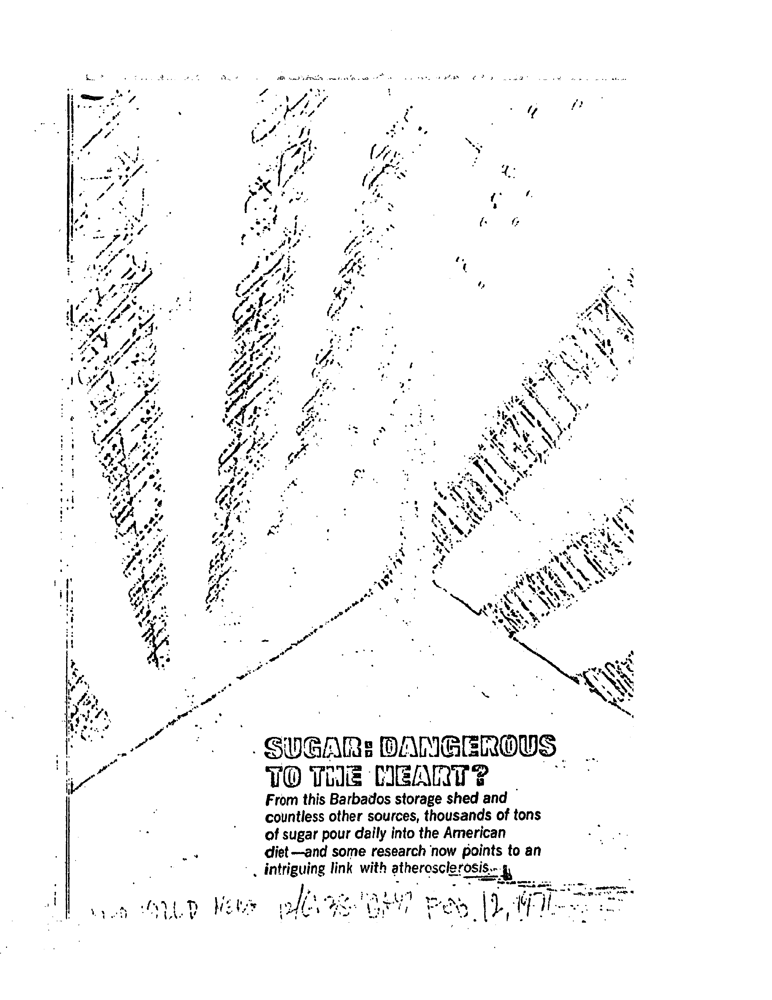 SUGAR: DANGEROUS
TO THE HEART?
From this Barbados storage shed and
countless other sources, thousands of tons
of sugar pour daily into the American
diet—and some research now points to an
intriguing link with atherosclerosis.
WORLD NEWS Feb. 12, 1971